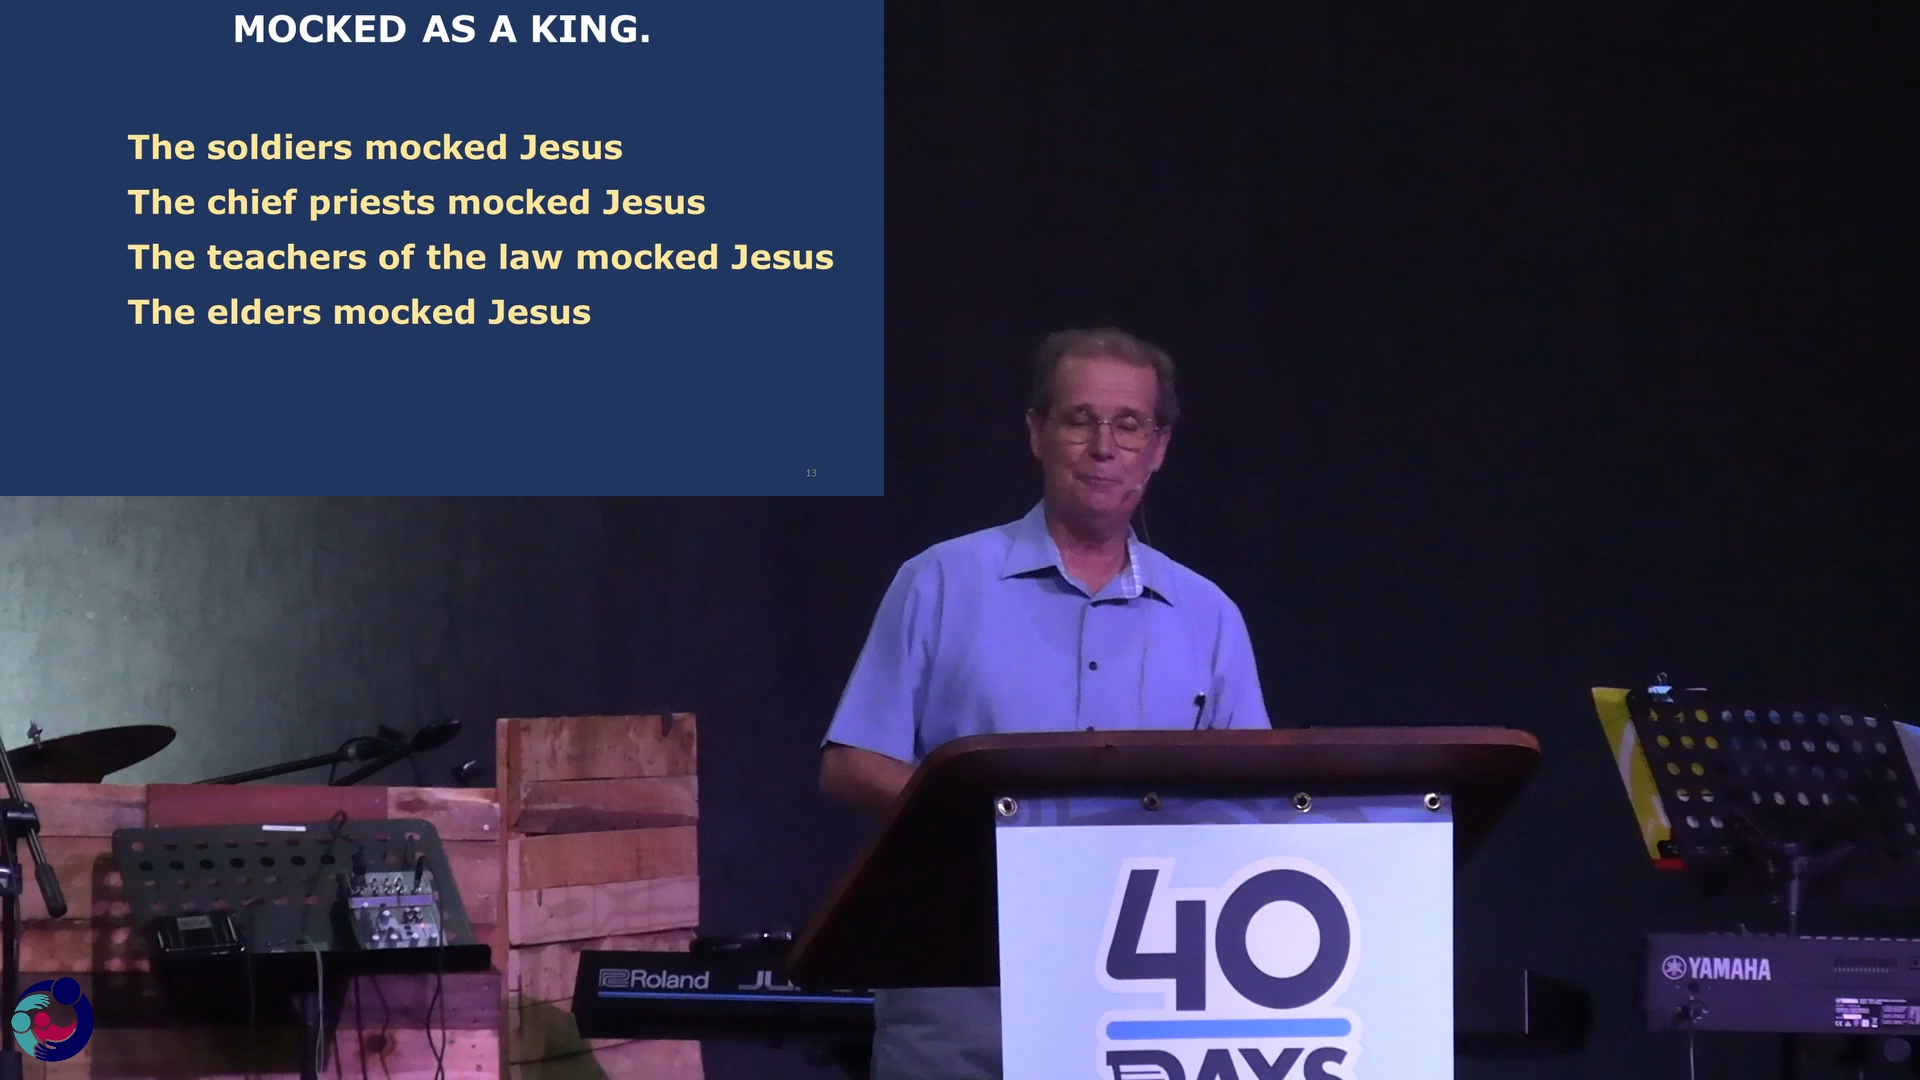 MOCKED AS A KING.
The soldiers mocked Jesus
The chief priests mocked Jesus
The teachers of the law mocked Jesus
The elders mocked Jesus
13
Roland
YAMAHA
40
DAYS